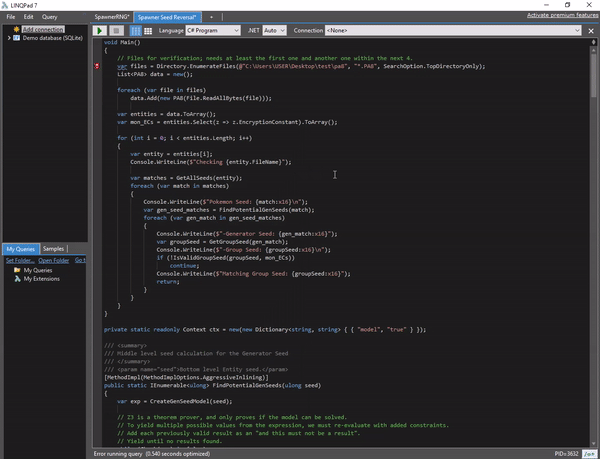 LINQPad 7
File Edit Query
SpawnerRNG* Spawner Seed Reversal* +
Activate premium features
Add connection
Demo database (SQLite)
Language C# Program .NET Auto Connection <None>
void Main()
{
// Files for verification; needs at least the first one and another one within the next 4.
var files = Directory.EnumerateFiles(@"C:\Users\USER\Desktop\test\pa8", "*.PA8", SearchOption.TopDirectoryOnly);
List<PA8> data = new();
foreach (var file in files)
data.Add(new PA8(File.ReadAllBytes(file)));
var entities = data.ToArray();
var mon_ECs = entities.Select(z => z.EncryptionConstant).ToArray();
for (int i = 0; i < entities.Length; i++)
{
var entity = entities[i];
Console.WriteLine($"Checking {entity.FileName}");
var matches = GetAllSeeds(entity);
foreach (var match in matches)
{
Console.WriteLine($"Pokemon Seed: {match:x16}\n");
var gen_seed_matches = FindPotentialGenSeeds(match);
foreach (var gen_match in gen_seed_matches)
{
Console.WriteLine($"-Generator Seed: {gen_match:x16}");
var groupSeed = GetGroupSeed(gen_match);
Console.WriteLine($"-Group Seed: {groupSeed:x16}\n");
if (!IsValidGroupSeed(groupSeed, mon_ECs))
continue;
Console.WriteLine($"Matching Group Seed: {groupSeed:x16}");
return;
}
}
}
}
private static readonly Context ctx = new(new Dictionary<string, string> { { "model", "true" } });
/// <summary>
/// Middle level seed calculation for the Generator Seed
/// </summary>
/// <param name="seed">Bottom level Entity seed.</param>
[MethodImpl(MethodImplOptions.AggressiveInlining)]
public static IEnumerable<ulong> FindPotentialGenSeeds(ulong seed)
{
var exp = CreateGenSeedModel(seed);
// Z3 is a theorem prover, and only proves if the model can be solved.
// To yield multiple possible values from the expression, we must re-evaluate with added constraints.
// Add each previously valid result as an "and this must not be a result".
// Yield until no results found.
My Queries Samples
Set Folder... Open Folder Go t
My Queries
My Extensions
Error running query (0.540 seconds optimized)
PID=3632